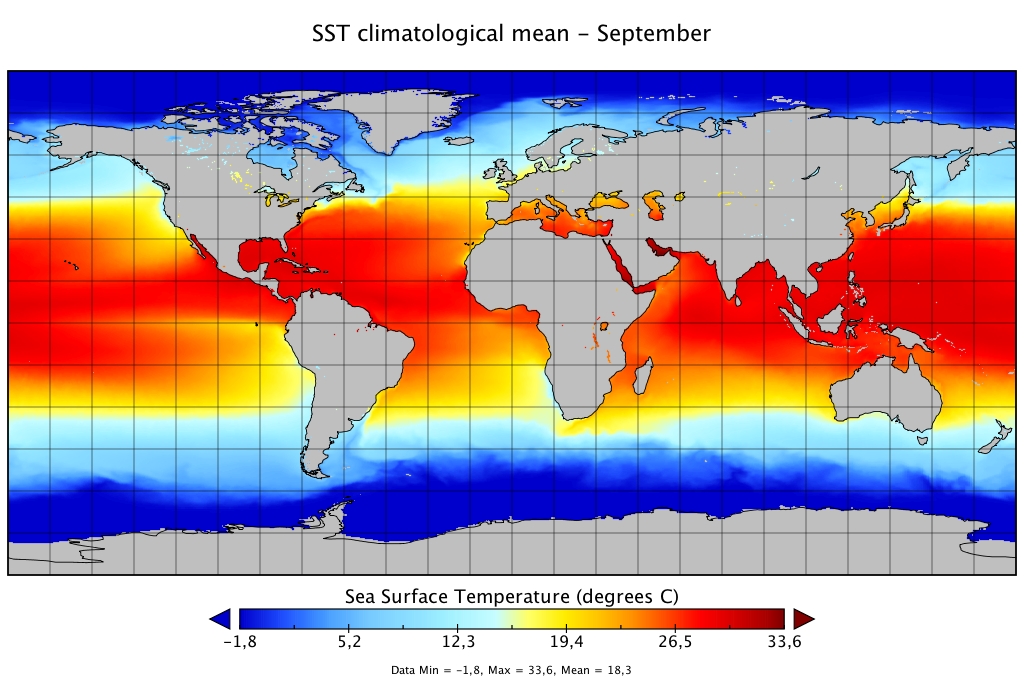 SST climatological mean – September
Sea Surface Temperature (degrees C)
−1,8 5,2 12,3 19,4 26,5 33,6
Data Min = −1,8, Max = 33,6, Mean = 18,3